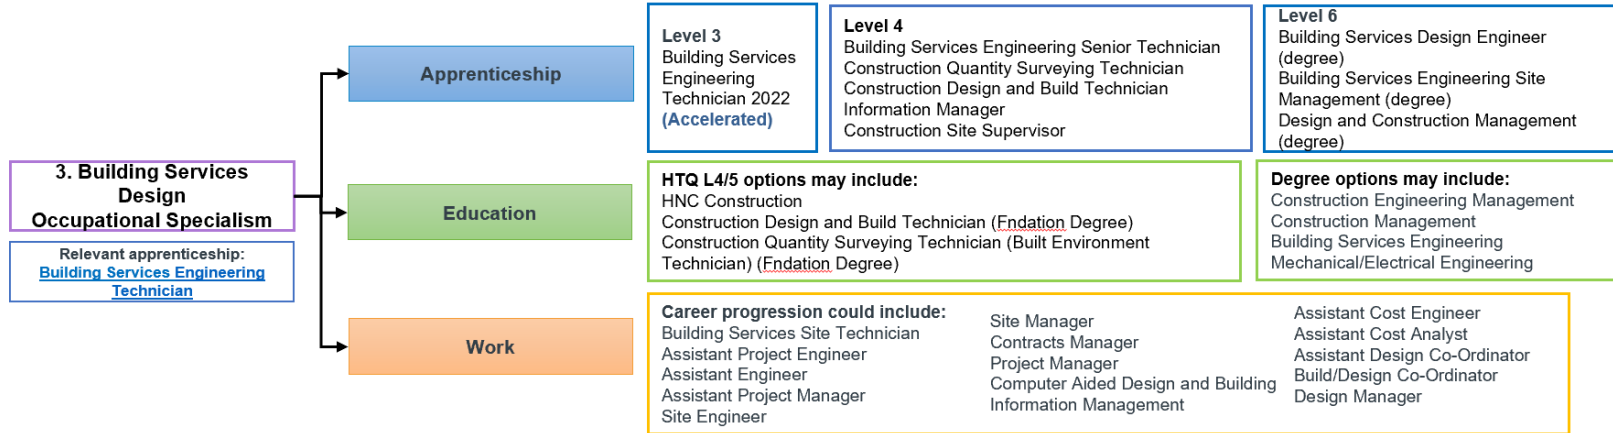 3. Building Services
Design
Occupational Specialism
Relevant apprenticeship:
Building Services Engineering
Technician
Apprenticeship
Level 3
Building Services
Engineering
Technician 2022
(Accelerated)
Level 4
Building Services Engineering Senior Technician
Construction Quantity Surveying Technician
Construction Design and Build Technician
Information Manager
Construction Site Supervisor
Level 6
Building Services Design Engineer
(degree)
Building Services Engineering Site
Management (degree)
Design and Construction Management
(degree)
Education
HTQ L4/5 options may include:
HNC Construction
Construction Design and Build Technician (Fndation Degree)
Construction Quantity Surveying Technician (Built Environment
Technician) (Fndation Degree)
Degree options may include:
Construction Engineering Management
Construction Management
Building Services Engineering
Mechanical/Electrical Engineering
Work
Career progression could include:
Building Services Site Technician
Assistant Project Engineer
Assistant Engineer
Assistant Project Manager
Site Engineer
Site Manager
Contracts Manager
Project Manager
Computer Aided Design and Building
Information Management
Assistant Cost Engineer
Assistant Cost Analyst
Assistant Design Co-Ordinator
Build/Design Co-Ordinator
Design Manager